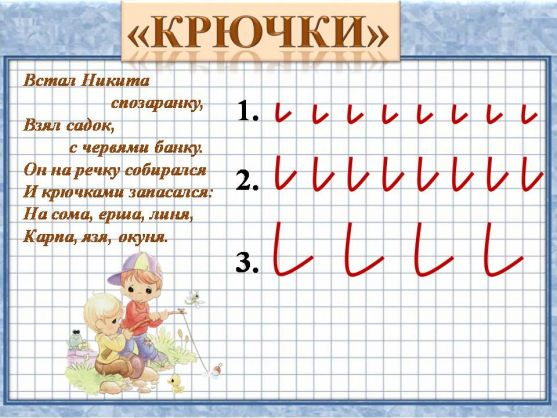 «КРЮЧКИ»
Встал Никита
спозаранку,
Взял садок,
с червями банку.
Он на речку собирался
И крючками запасался:
На сома, ерша, линя,
Карпа, язя, окуня.
1.
2.
3.